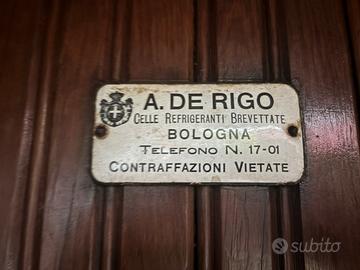 A. DE RIGO
CELLE REFRIGERANTI BREVETTATE
BOLOGNA
TELEFONO N. 17-01
CONTRAFFAZIONI VIETATE
subito